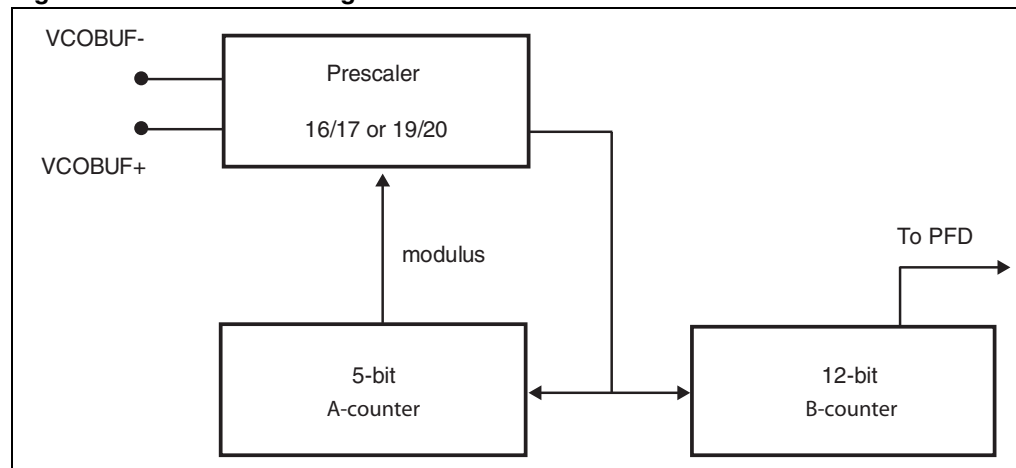 VCOBUF-
Prescaler
16/17 or 19/20
VCOBUF+
modulus
To PFD
5-bit
A-counter
12-bit
B-counter